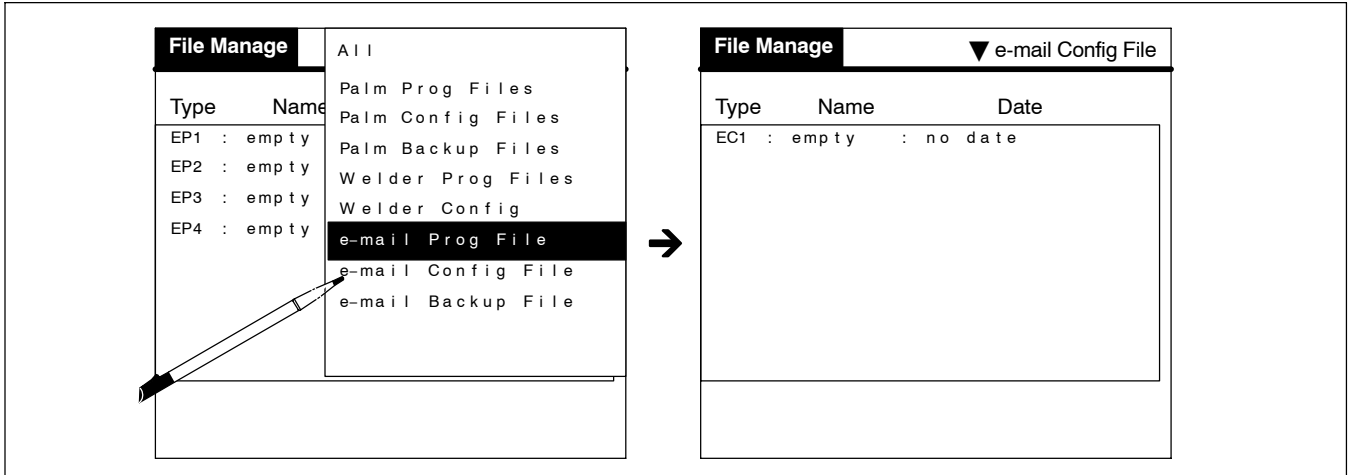 File Manage
Type Name
EP1 : empty
EP2 : empty
EP3 : empty
EP4 : empty
All
Palm Prog Files
Palm Config Files
Palm Backup Files
Welder Prog Files
Welder Config
e-mail Prog File
e-mail Config File
e-mail Backup File
File Manage ▼ e-mail Config File
Type Name Date
EC1 : empty : no date